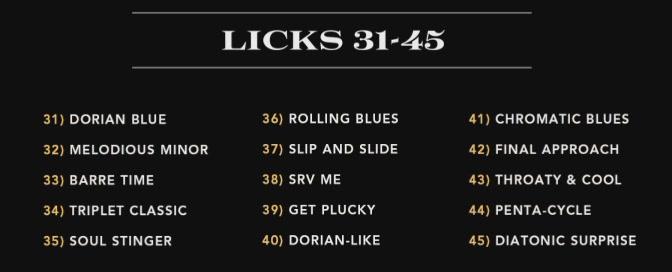 LICKS 31-45
31) DORIAN BLUE
32) MELODIOUS MINOR
33) BARRE TIME
34) TRIPLET CLASSIC
35) SOUL STINGER
36) ROLLING BLUES
37) SLIP AND SLIDE
38) SRV ME
39) GET PLUCKY
40) DORIAN-LIKE
41) CHROMATIC BLUES
42) FINAL APPROACH
43) THROATY & COOL
44) PENTA-CYCLE
45) DIATONIC SURPRISE